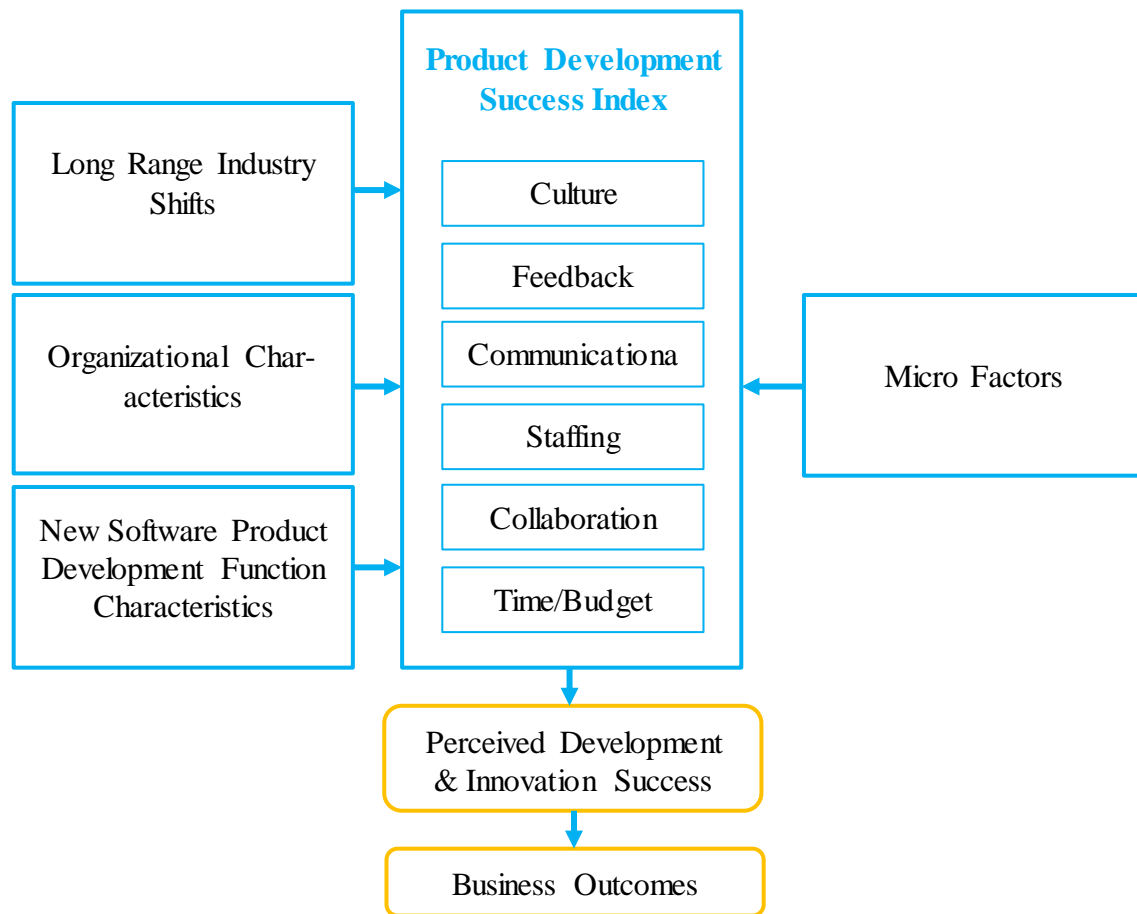 Product Development
Success Index
Long Range Industry
Shifts
Culture
Feedback
Organizational Char-
acteristics
Communicationa
Micro Factors
Staffing
New Software Product
Development Function
Characteristics
Collaboration
Time/Budget
Perceived Development
& Innovation Success
Business Outcomes